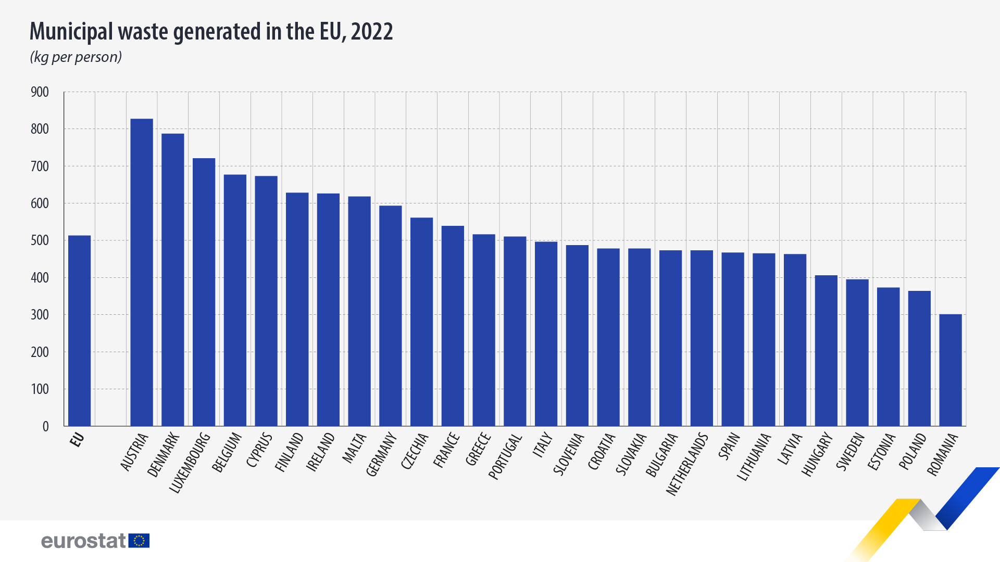 Municipal waste generated in the EU, 2022
(kg per person)
900
800
700
600
500
400
300
200
100
0
EU
AUSTRIA
DENMARK
LUXEMBOURG
BELGIUM
CYPRUS
FINLAND
IRELAND
MALTA
GERMANY
CZECHIA
FRANCE
GREECE
PORTUGAL
ITALY
SLOVENIA
CROATIA
SLOVAKIA
BULGARIA
NETHERLANDS
SPAIN
LITHUANIA
LATVIA
HUNGARY
SWEDEN
ESTONIA
POLAND
ROMANIA
eurostat